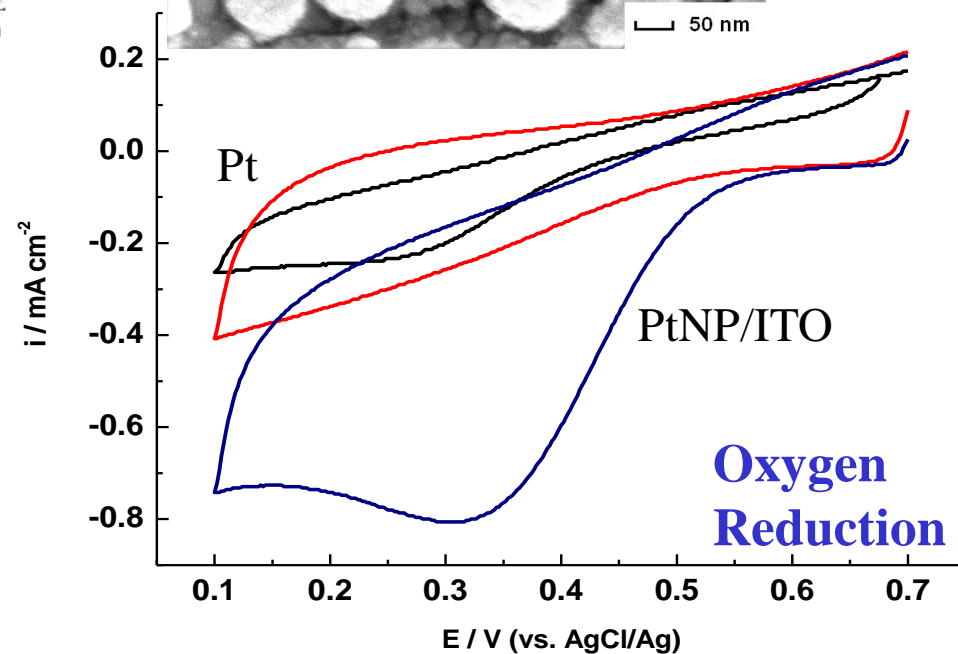 50 nm
0.2
0.0
-0.2
-0.4
-0.6
-0.8
i / mA cm-2
Pt
PtNP/ITO
Oxygen
Reduction
0.1 0.2 0.3 0.4 0.5 0.6 0.7
E / V (vs. AgCl/Ag)